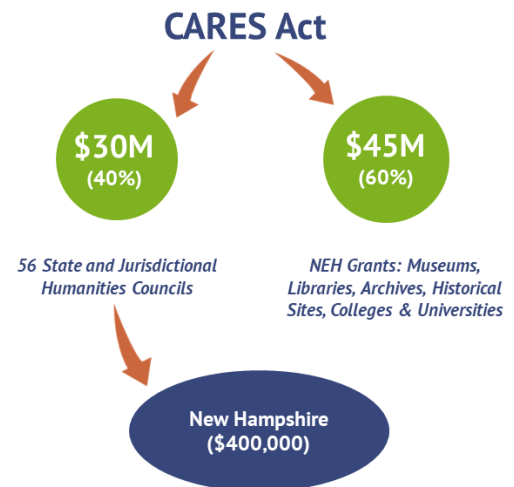 CARES Act
$30M
(40%)
$45M
(60%)
56 State and Jurisdictional
Humanities Councils
NEH Grants: Museums,
Libraries, Archives, Historical
Sites, Colleges & Universities
New Hampshire
($400,000)